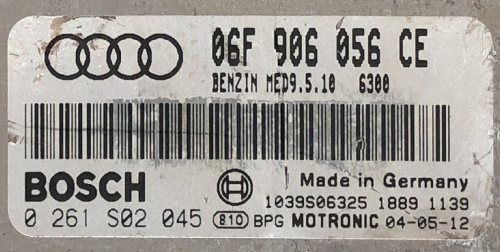 06F 906 056 CE
BENZIN MED9.5.10 6300
BOSCH
Made in Germany
1039S06325 1889 1139
0 261 S02 045 810 BPG MOTRONIC 04-05-12